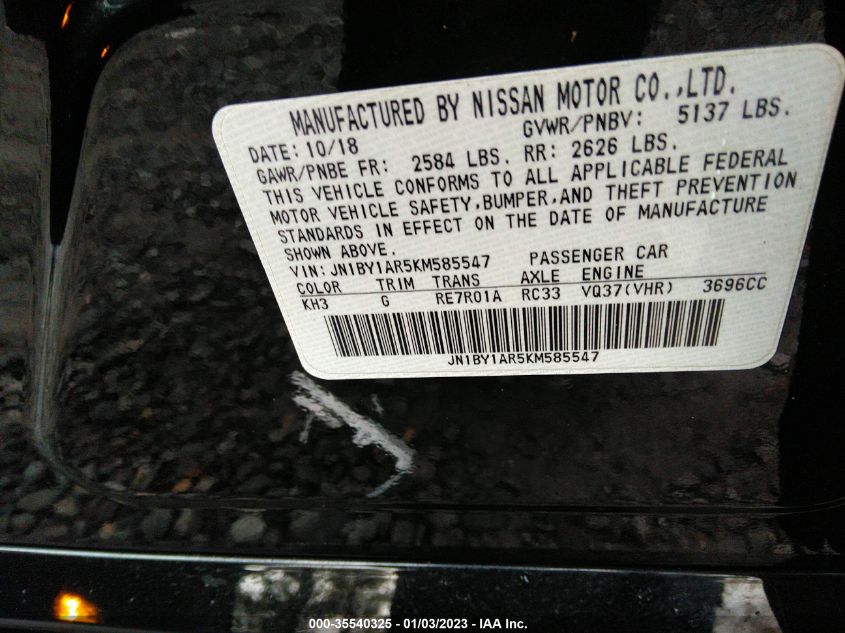 MANUFACTURED BY NISSAN MOTOR CO.,LTD.
DATE: 10/18 GVWR/PNBV: 5137 LBS.
GAWR/PNBE FR: 2584 LBS. RR: 2626 LBS.
THIS VEHICLE CONFORMS TO ALL APPLICABLE FEDERAL
MOTOR VEHICLE SAFETY,BUMPER,AND THEFT PREVENTION
STANDARDS IN EFFECT ON THE DATE OF MANUFACTURE
SHOWN ABOVE.
VIN: JN1BY1AR5KM585547 PASSENGER CAR
COLOR TRIM TRANS AXLE ENGINE
KH3 G RE7R01A RC33 VQ37(VHR) 3696CC
JN1BY1AR5KM585547
000-35540325 - 01/03/2023 - IAA Inc.